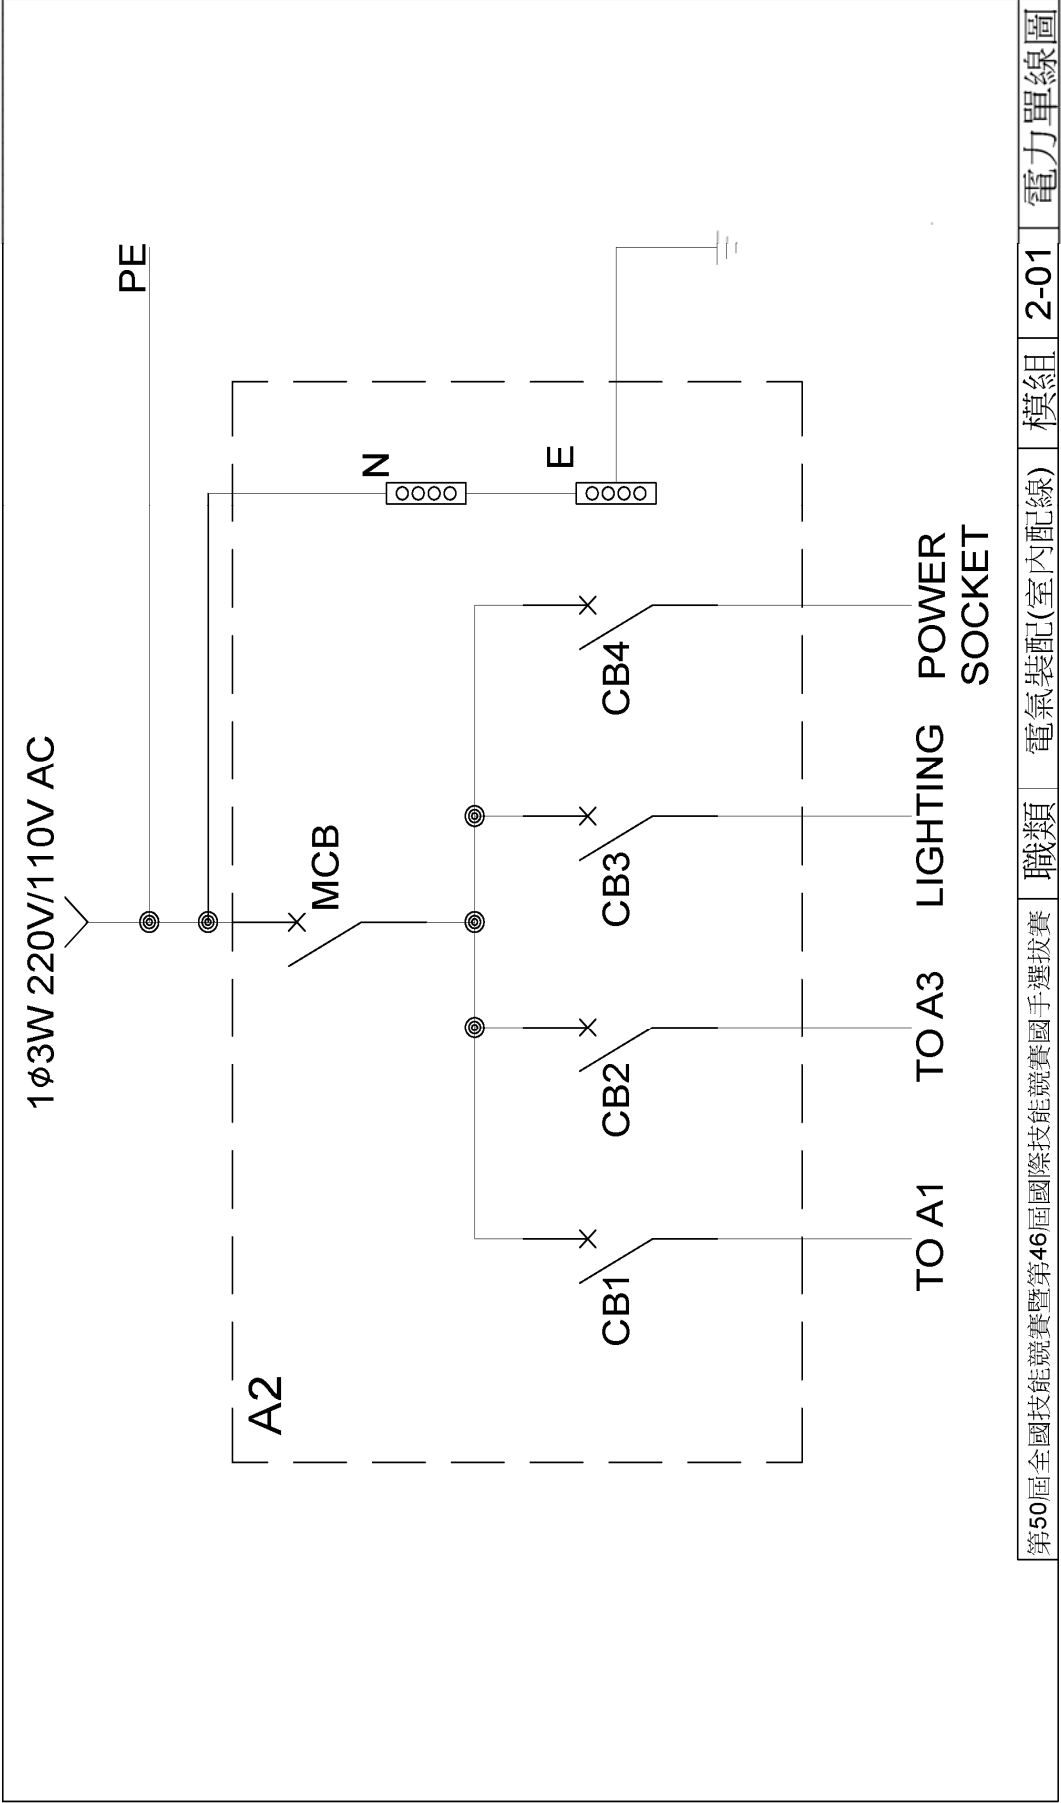 1ϕ3W 220V/110V AC
PE
A2
MCB
N
E
CB1
CB2
CB3
CB4
TO A1
TO A3
LIGHTING
POWER
SOCKET
第50屆全國技能競賽暨第46屆國際技能競賽國手選拔賽
職類
電氣裝配(室內配線)
模組
2-01
電力單線圖